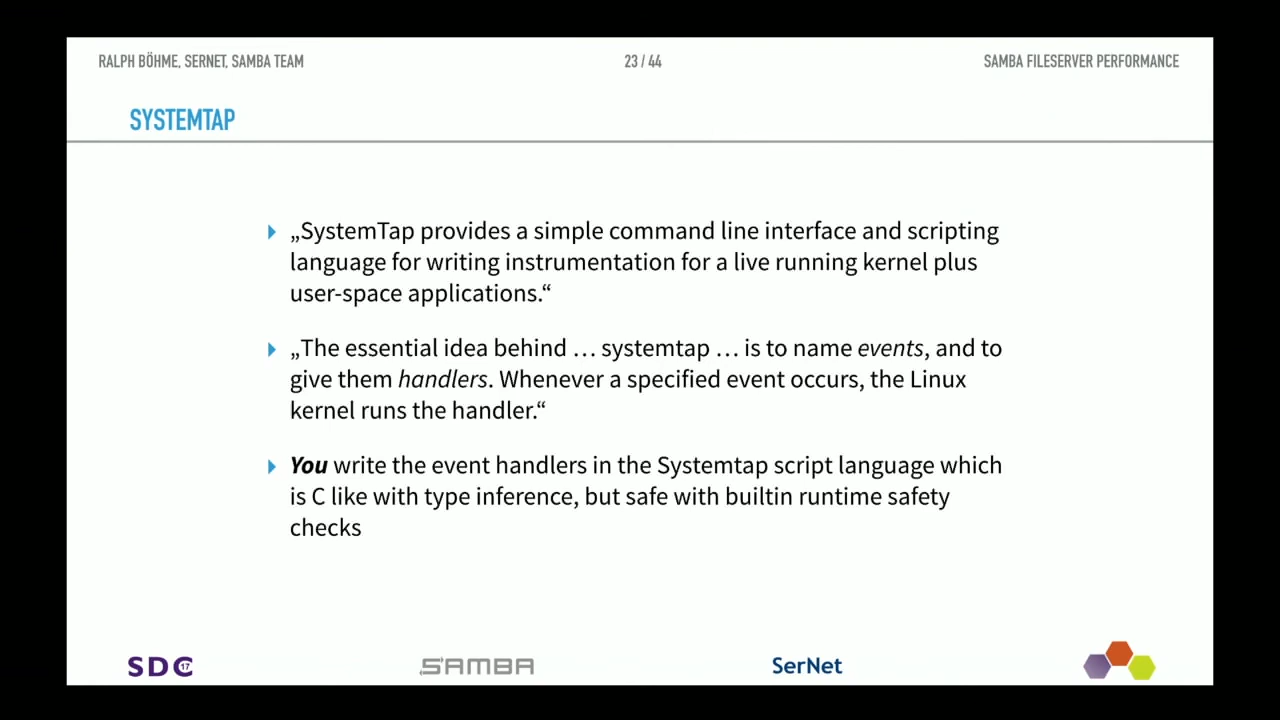 RALPH BÖHME, SERNET, SAMBA TEAM
23 / 44
SAMBA FILESERVER PERFORMANCE
SYSTEMTAP
„SystemTap provides a simple command line interface and scripting
language for writing instrumentation for a live running kernel plus
user-space applications.“
„The essential idea behind … systemtap … is to name events, and to
give them handlers. Whenever a specified event occurs, the Linux
kernel runs the handler.“
You write the event handlers in the Systemtap script language which
is C like with type inference, but safe with builtin runtime safety
checks
SDC 17
SAMBA
SerNet